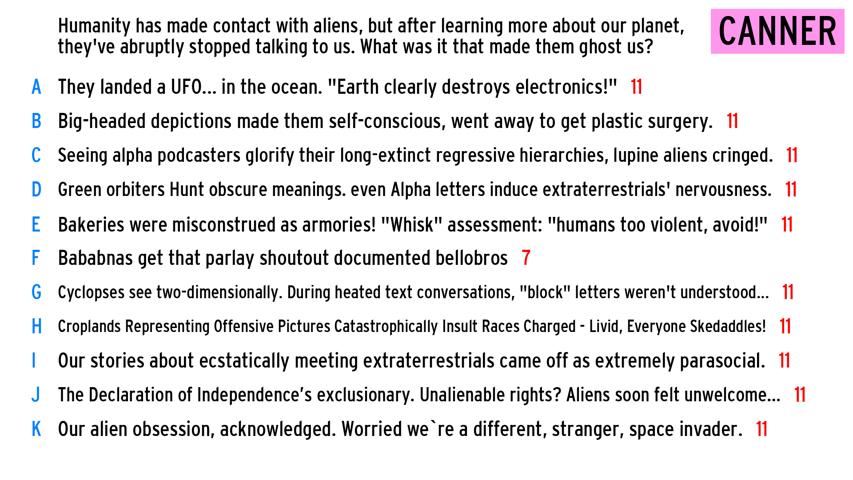 Humanity has made contact with aliens, but after learning more about our planet,
they've abruptly stopped talking to us. What was it that made them ghost us?
CANNER
A They landed a UFO... in the ocean. "Earth clearly destroys electronics!" 11
B Big-headed depictions made them self-conscious, went away to get plastic surgery. 11
C Seeing alpha podcasters glorify their long-extinct regressive hierarchies, lupine aliens cringed. 11
D Green orbiters Hunt obscure meanings. even Alpha letters induce extraterrestrials' nervousness. 11
E Bakeries were misconstrued as armories! "Whisk" assessment: "humans too violent, avoid!" 11
F Bababnas get that parlay shoutout documented bellobros 7
G Cyclopses see two-dimensionally. During heated text conversations, "block" letters weren't understood... 11
H Croplands Representing Offensive Pictures Catastrophically Insult Races Charged - Livid, Everyone Skedaddles! 11
I Our stories about ecstatically meeting extraterrestrials came off as extremely parasocial. 11
J The Declaration of Independence's exclusionary. Unalienable rights? Aliens soon felt unwelcome... 11
K Our alien obsession, acknowledged. Worried we`re a different, stranger, space invader. 11